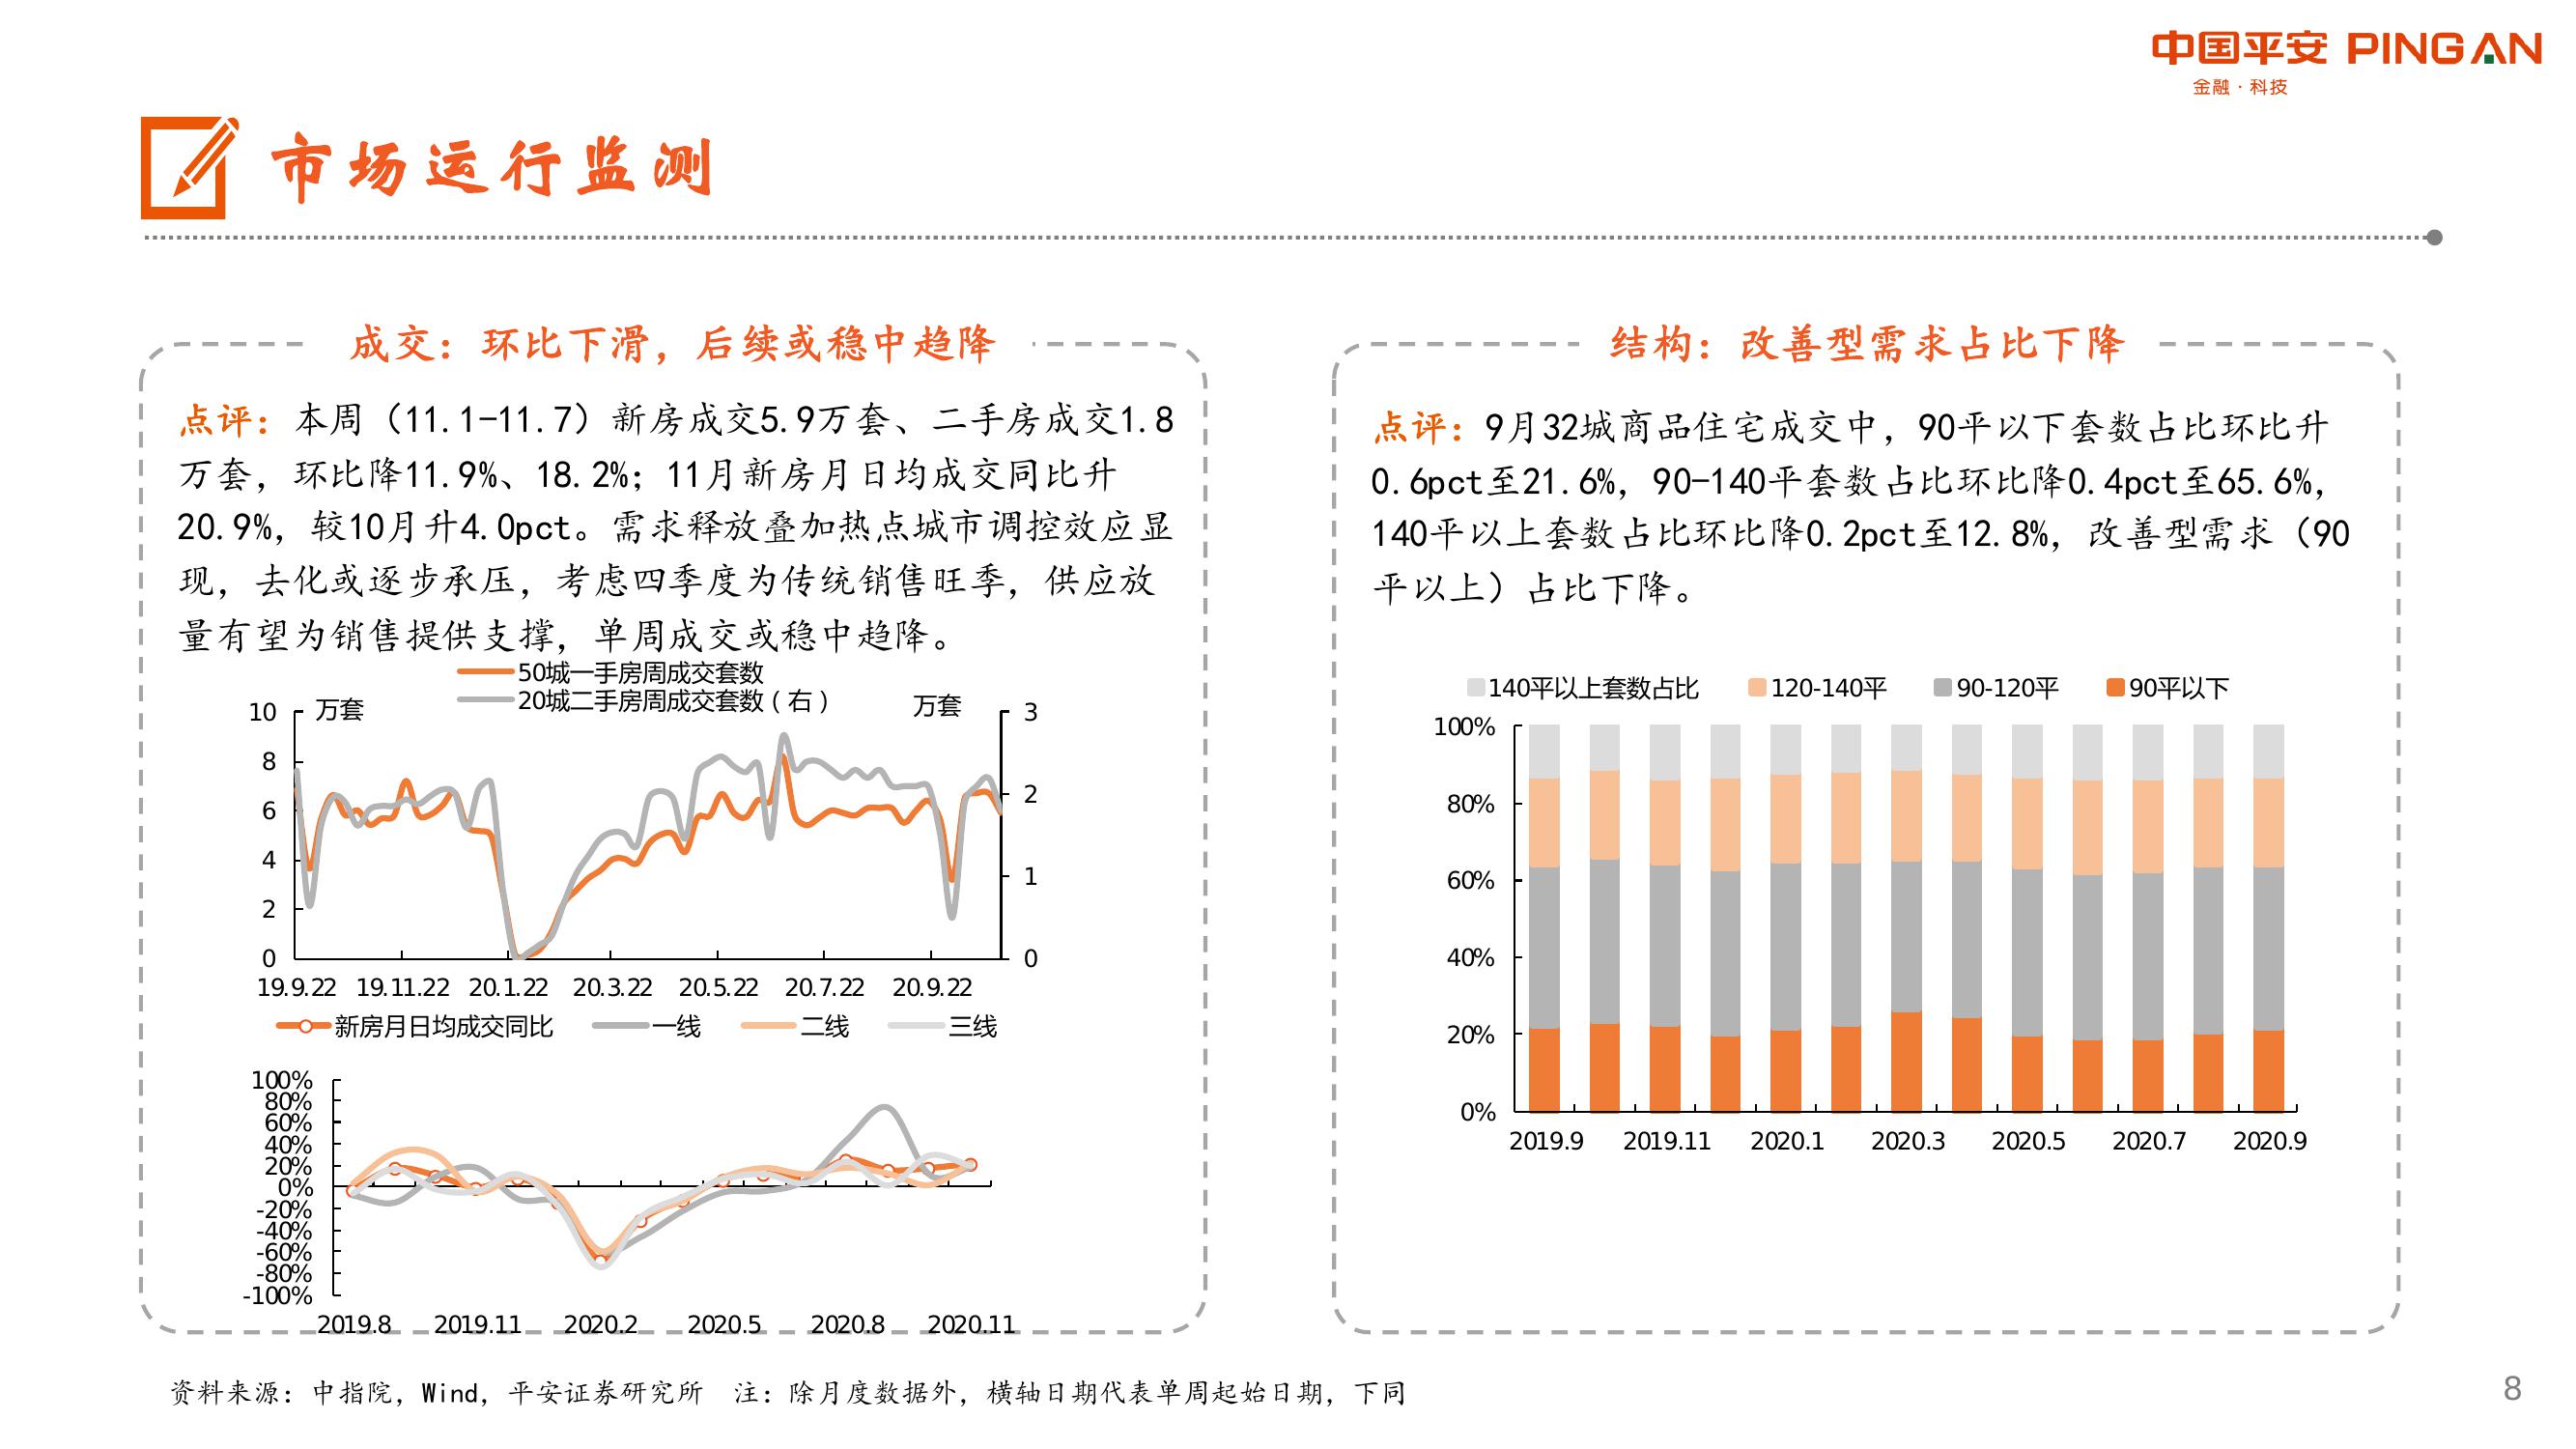 中国平安 PINGAN
金融·科技
市场运行监测
成交：环比下滑，后续或稳中趋降
点评：本周（11.1-11.7）新房成交5.9万套、二手房成交1.8
万套，环比降11.9%、18.2%；11月新房月日均成交同比升
20.9%，较10月升4.0pct。需求释放叠加热点城市调控效应显
现，去化或逐步承压，考虑四季度为传统销售旺季，供应放
量有望为销售提供支撑，单周成交或稳中趋降。
50城一手房周成交套数
20城二手房周成交套数（右）
万套
万套
10
8
6
4
2
0
3
2
1
0
19.9.22 19.11.22 20.1.22 20.3.22 20.5.22 20.7.22 20.9.22
新房月日均成交同比 一线 二线 三线
100%
80%
60%
40%
20%
0%
-20%
-40%
-60%
-80%
-100%
2019.8 2019.11 2020.2 2020.5 2020.8 2020.11
结构：改善型需求占比下降
点评：9月32城商品住宅成交中，90平以下套数占比环比升
0.6pct至21.6%，90-140平套数占比环比降0.4pct至65.6%，
140平以上套数占比环比降0.2pct至12.8%，改善型需求（90
平以上）占比下降。
140平以上套数占比 120-140平 90-120平 90平以下
100%
80%
60%
40%
20%
0%
2019.9 2019.11 2020.1 2020.3 2020.5 2020.7 2020.9
资料来源：中指院，Wind，平安证券研究所 注：除月度数据外，横轴日期代表单周起始日期，下同
8